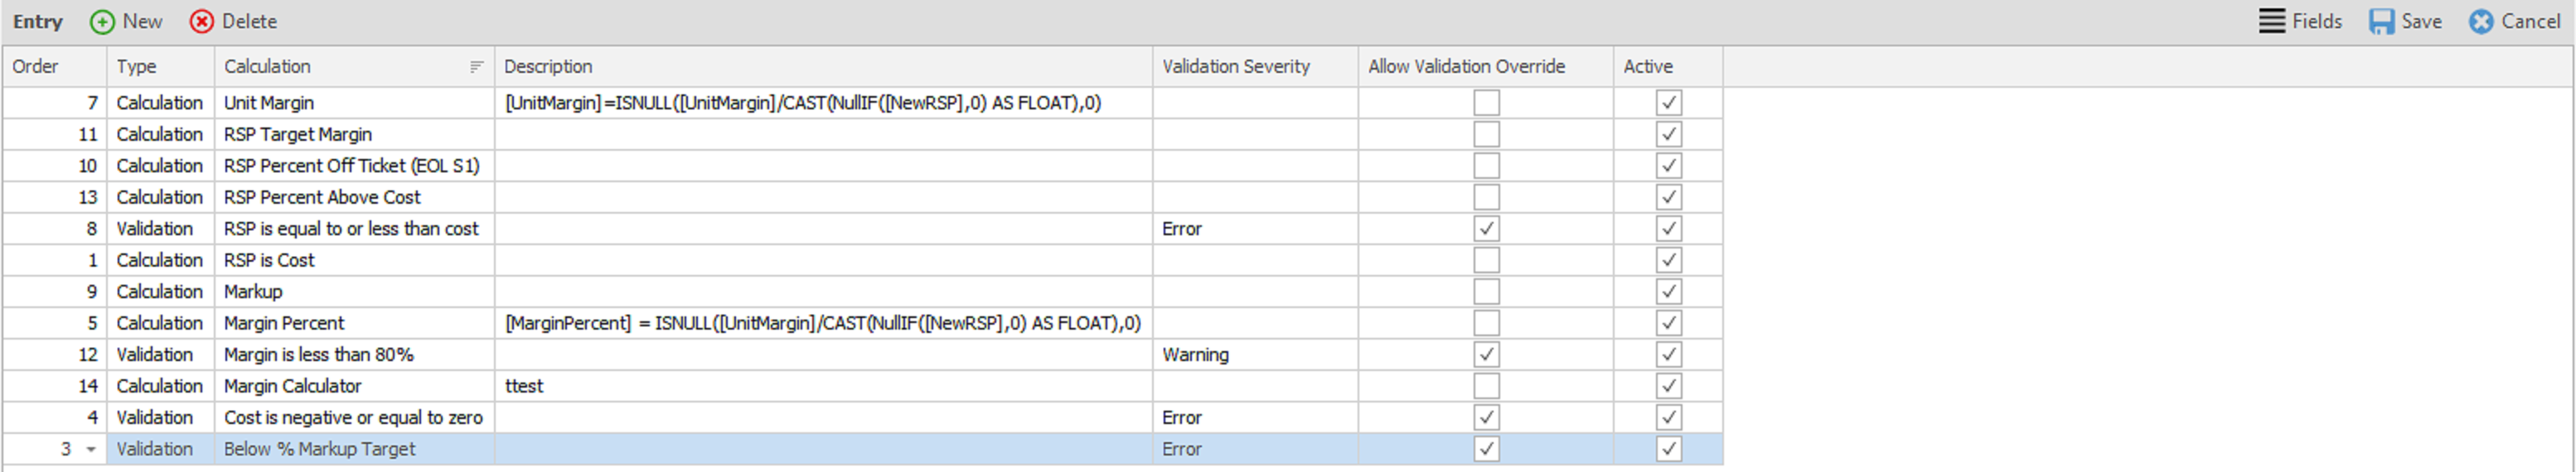 Entry New Delete Fields Save Cancel
Order Type Calculation Description Validation Severity Allow Validation Override Active
7 Calculation Unit Margin [UnitMargin]=ISNULL([UnitMargin]/CAST(NullIF([NewRSP],0) AS FLOAT),0)
11 Calculation RSP Target Margin
10 Calculation RSP Percent Off Ticket (EOL S1)
13 Calculation RSP Percent Above Cost
8 Validation RSP is equal to or less than cost Error
1 Calculation RSP is Cost
9 Calculation Markup
5 Calculation Margin Percent [MarginPercent] = ISNULL([UnitMargin]/CAST(NullIF([NewRSP],0) AS FLOAT),0)
12 Validation Margin is less than 80% Warning
14 Calculation Margin Calculator ttest
4 Validation Cost is negative or equal to zero Error
3 Validation Below % Markup Target Error